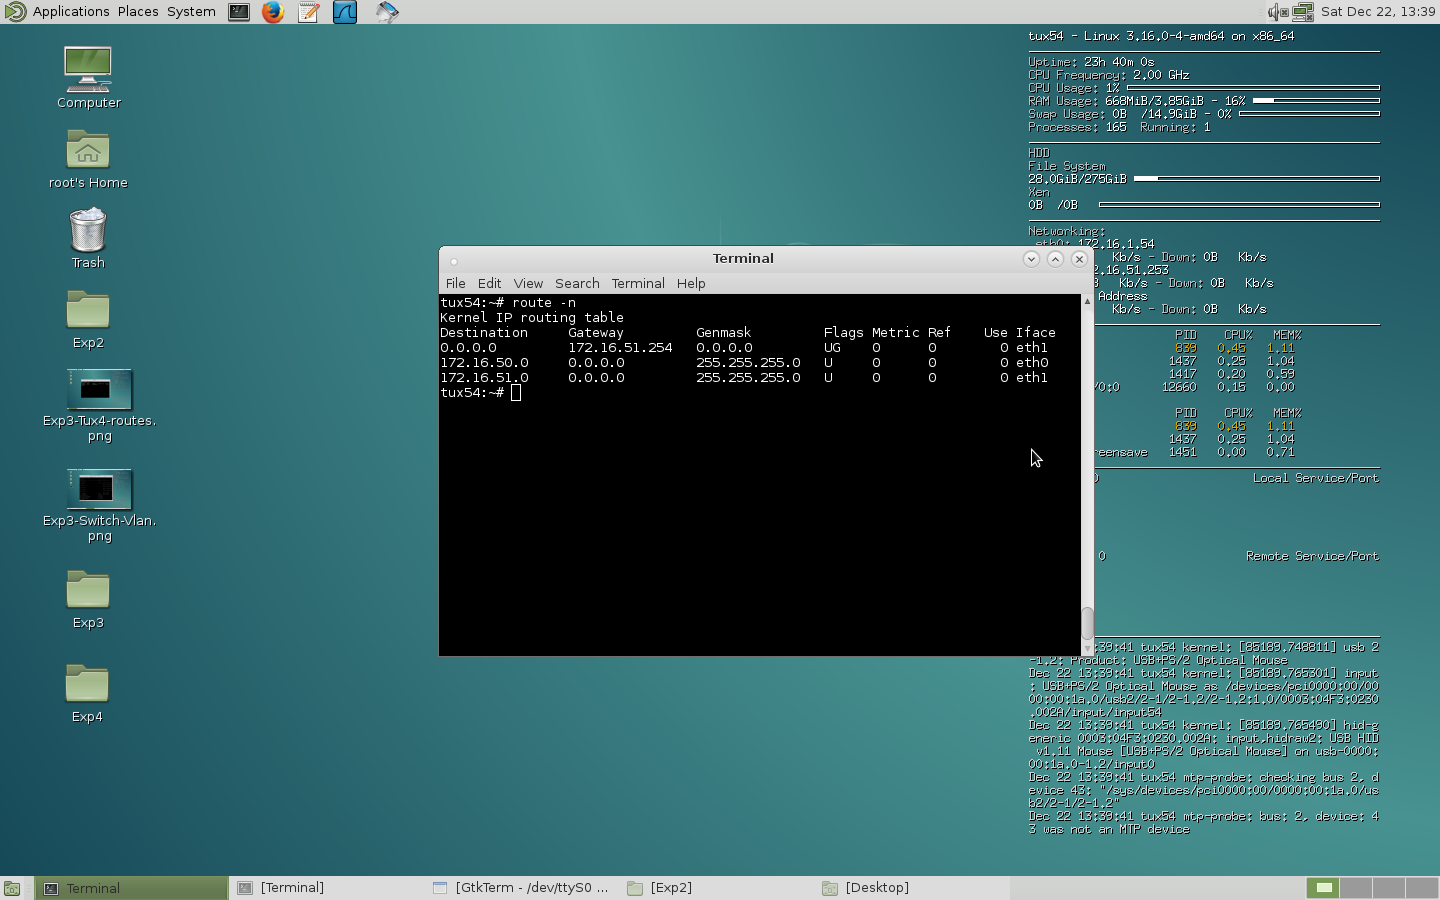 Applications Places System
Sat Dec 22, 13:39
Computer
root's Home
Trash
Exp2
Exp3-Tux4-routes.
png
Exp3-Switch-Vlan.
png
Exp3
Exp4
Terminal
File Edit View Search Terminal Help
tux54:~# route -n
Kernel IP routing table
Destination Gateway Genmask Flags Metric Ref Use Iface
0.0.0.0 172.16.51.254 0.0.0.0 UG 0 0 0 eth1
172.16.50.0 0.0.0.0 255.255.255.0 U 0 0 0 eth0
172.16.51.0 0.0.0.0 255.255.255.0 U 0 0 0 eth1
tux54:~#
tux54 - Linux 3.16.0-4-amd64 on x86_64
Uptime: 23h 40m 0s
CPU Frequency: 2.00 GHz
CPU Usage: 1%
RAM Usage: 668MiB/3.85GiB - 16%
Swap Usage: 0B /14.9GiB - 0%
Processes: 165 Running: 1
HDD
File System
28.0GiB/275GiB
Xen
0B /0B
Networking:
eth0: 172.16.1.54
Kb/s - Down: 0B Kb/s
2.16.51.253
Kb/s - Down: 0B Kb/s
Address
Kb/s - Down: 0B Kb/s
PID CPU% MEM%
839 0.45 1.11
1437 0.25 1.04
1417 0.20 0.59
/0:0 12660 0.15 0.00
PID CPU% MEM%
839 0.45 1.11
1437 0.25 1.04
reensave 1451 0.00 0.71
Local Service/Port
0 Remote Service/Port
13:39:41 tux54 kernel: [85189.748811] usb 2
-1.2: Product: USB+PS/2 Optical Mouse
Dec 22 13:39:41 tux54 kernel: [85189.765301] input
: USB+PS/2 Optical Mouse as /devices/pci0000:00/00
00:00:1a.0/usb2/2-1/2-1.2/2-1.2:1.0/0003:04F3:0230
.002A/input/input54
Dec 22 13:39:41 tux54 kernel: [85189.765490] hid-g
eneric 0003:04F3:0230.002A: input,hidraw2: USB HID
v1.11 Mouse [USB+PS/2 Optical Mouse] on usb-0000:
00:1a.0-1.2/input0
Dec 22 13:39:41 tux54 mtp-probe: checking bus 2, d
evice 43: "/sys/devices/pci0000:00/0000:00:1a.0/us
b2/2-1/2-1.2"
Dec 22 13:39:41 tux54 mtp-probe: bus: 2, device: 4
3 was not an MTP device
Terminal
[Terminal]
[GtkTerm - /dev/ttyS0 ...
[Exp2]
[Desktop]